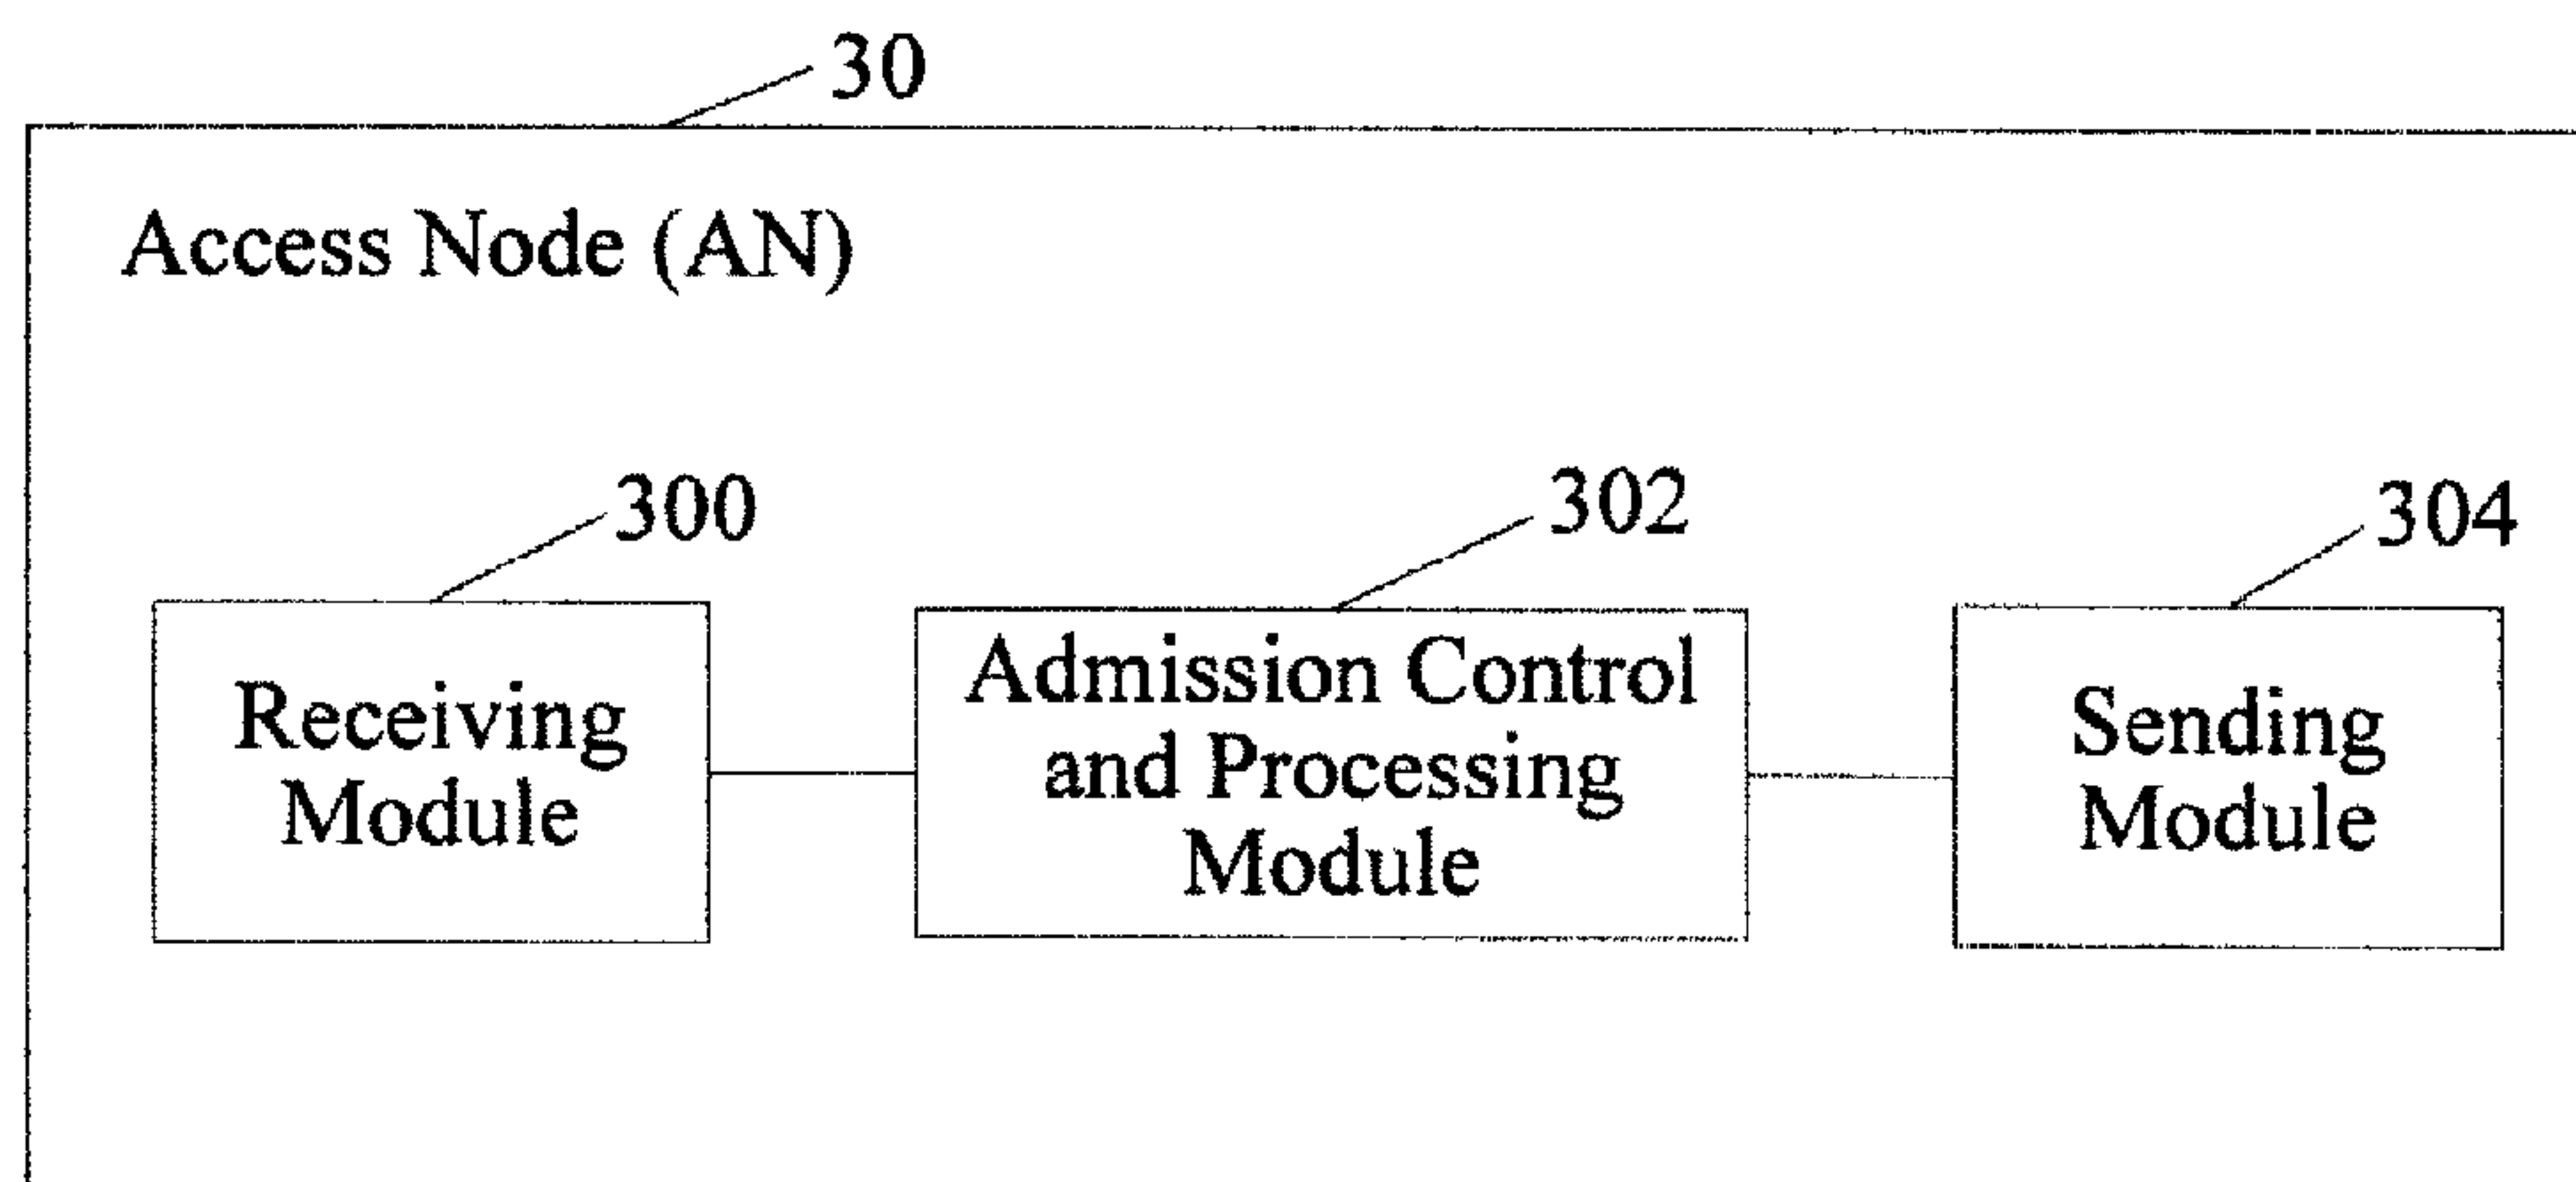 30
Access Node (AN)
300
302
304
Receiving
Module
Admission Control
and Processing
Module
Sending
Module